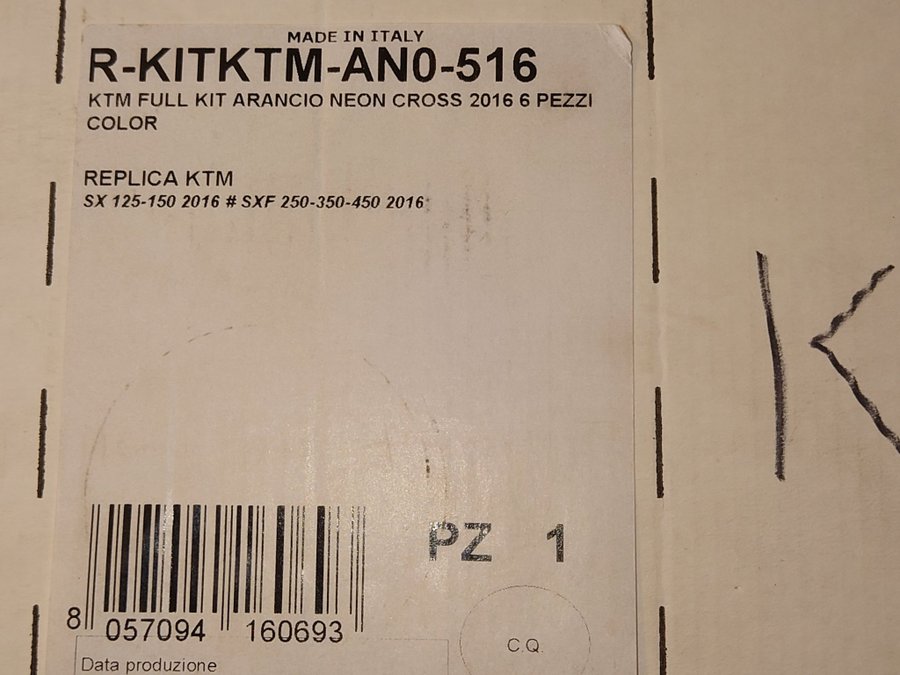 MADE IN ITALY
R-KITKTM-AN0-516
KTM FULL KIT ARANCIO NEON CROSS 2016 6 PEZZI
COLOR
REPLICA KTM
SX 125-150 2016 # SXF 250-350-450 2016
PZ 1
8 057094 160693
C.Q.
Data produzione
K